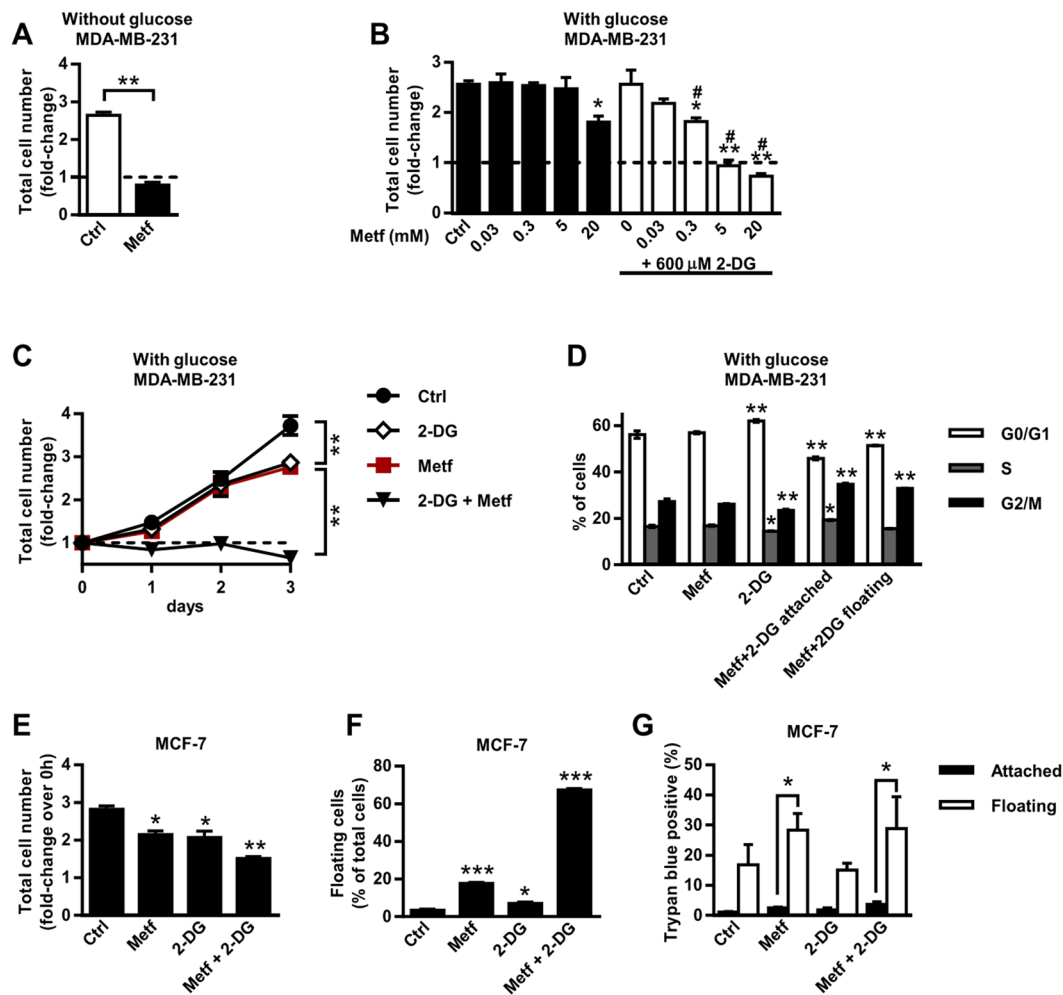 A
Without glucose
MDA-MB-231
Total cell number
(fold-change)
4
3
2
1
0
**
Ctrl
Metf
B
With glucose
MDA-MB-231
Total cell number
(fold-change)
3
2
1
0
*
#
*
#
**
#
**
Metf (mM)
Ctrl
0.03
0.3
5
20
0
0.03
0.3
5
20
+ 600 µM 2-DG
C
With glucose
MDA-MB-231
Total cell number
(fold-change)
4
3
2
1
0
1
2
3
days
**
**
Ctrl
2-DG
Metf
2-DG + Metf
D
With glucose
MDA-MB-231
% of cells
60
40
20
0
**
*
**
**
*
**
**
**
Ctrl
Metf
2-DG
Metf+2-DG attached
Metf+2DG floating
G0/G1
S
G2/M
E
MCF-7
Total cell number
(fold-change over 0h)
4
3
2
1
0
*
*
**
Ctrl
Metf
2-DG
Metf + 2-DG
F
MCF-7
Floating cells
(% of total cells)
80
60
40
20
0
***
*
***
Ctrl
Metf
2-DG
Metf + 2-DG
G
MCF-7
Trypan blue positive (%)
50
40
30
20
10
0
*
*
Ctrl
Metf
2-DG
Metf + 2-DG
Attached
Floating